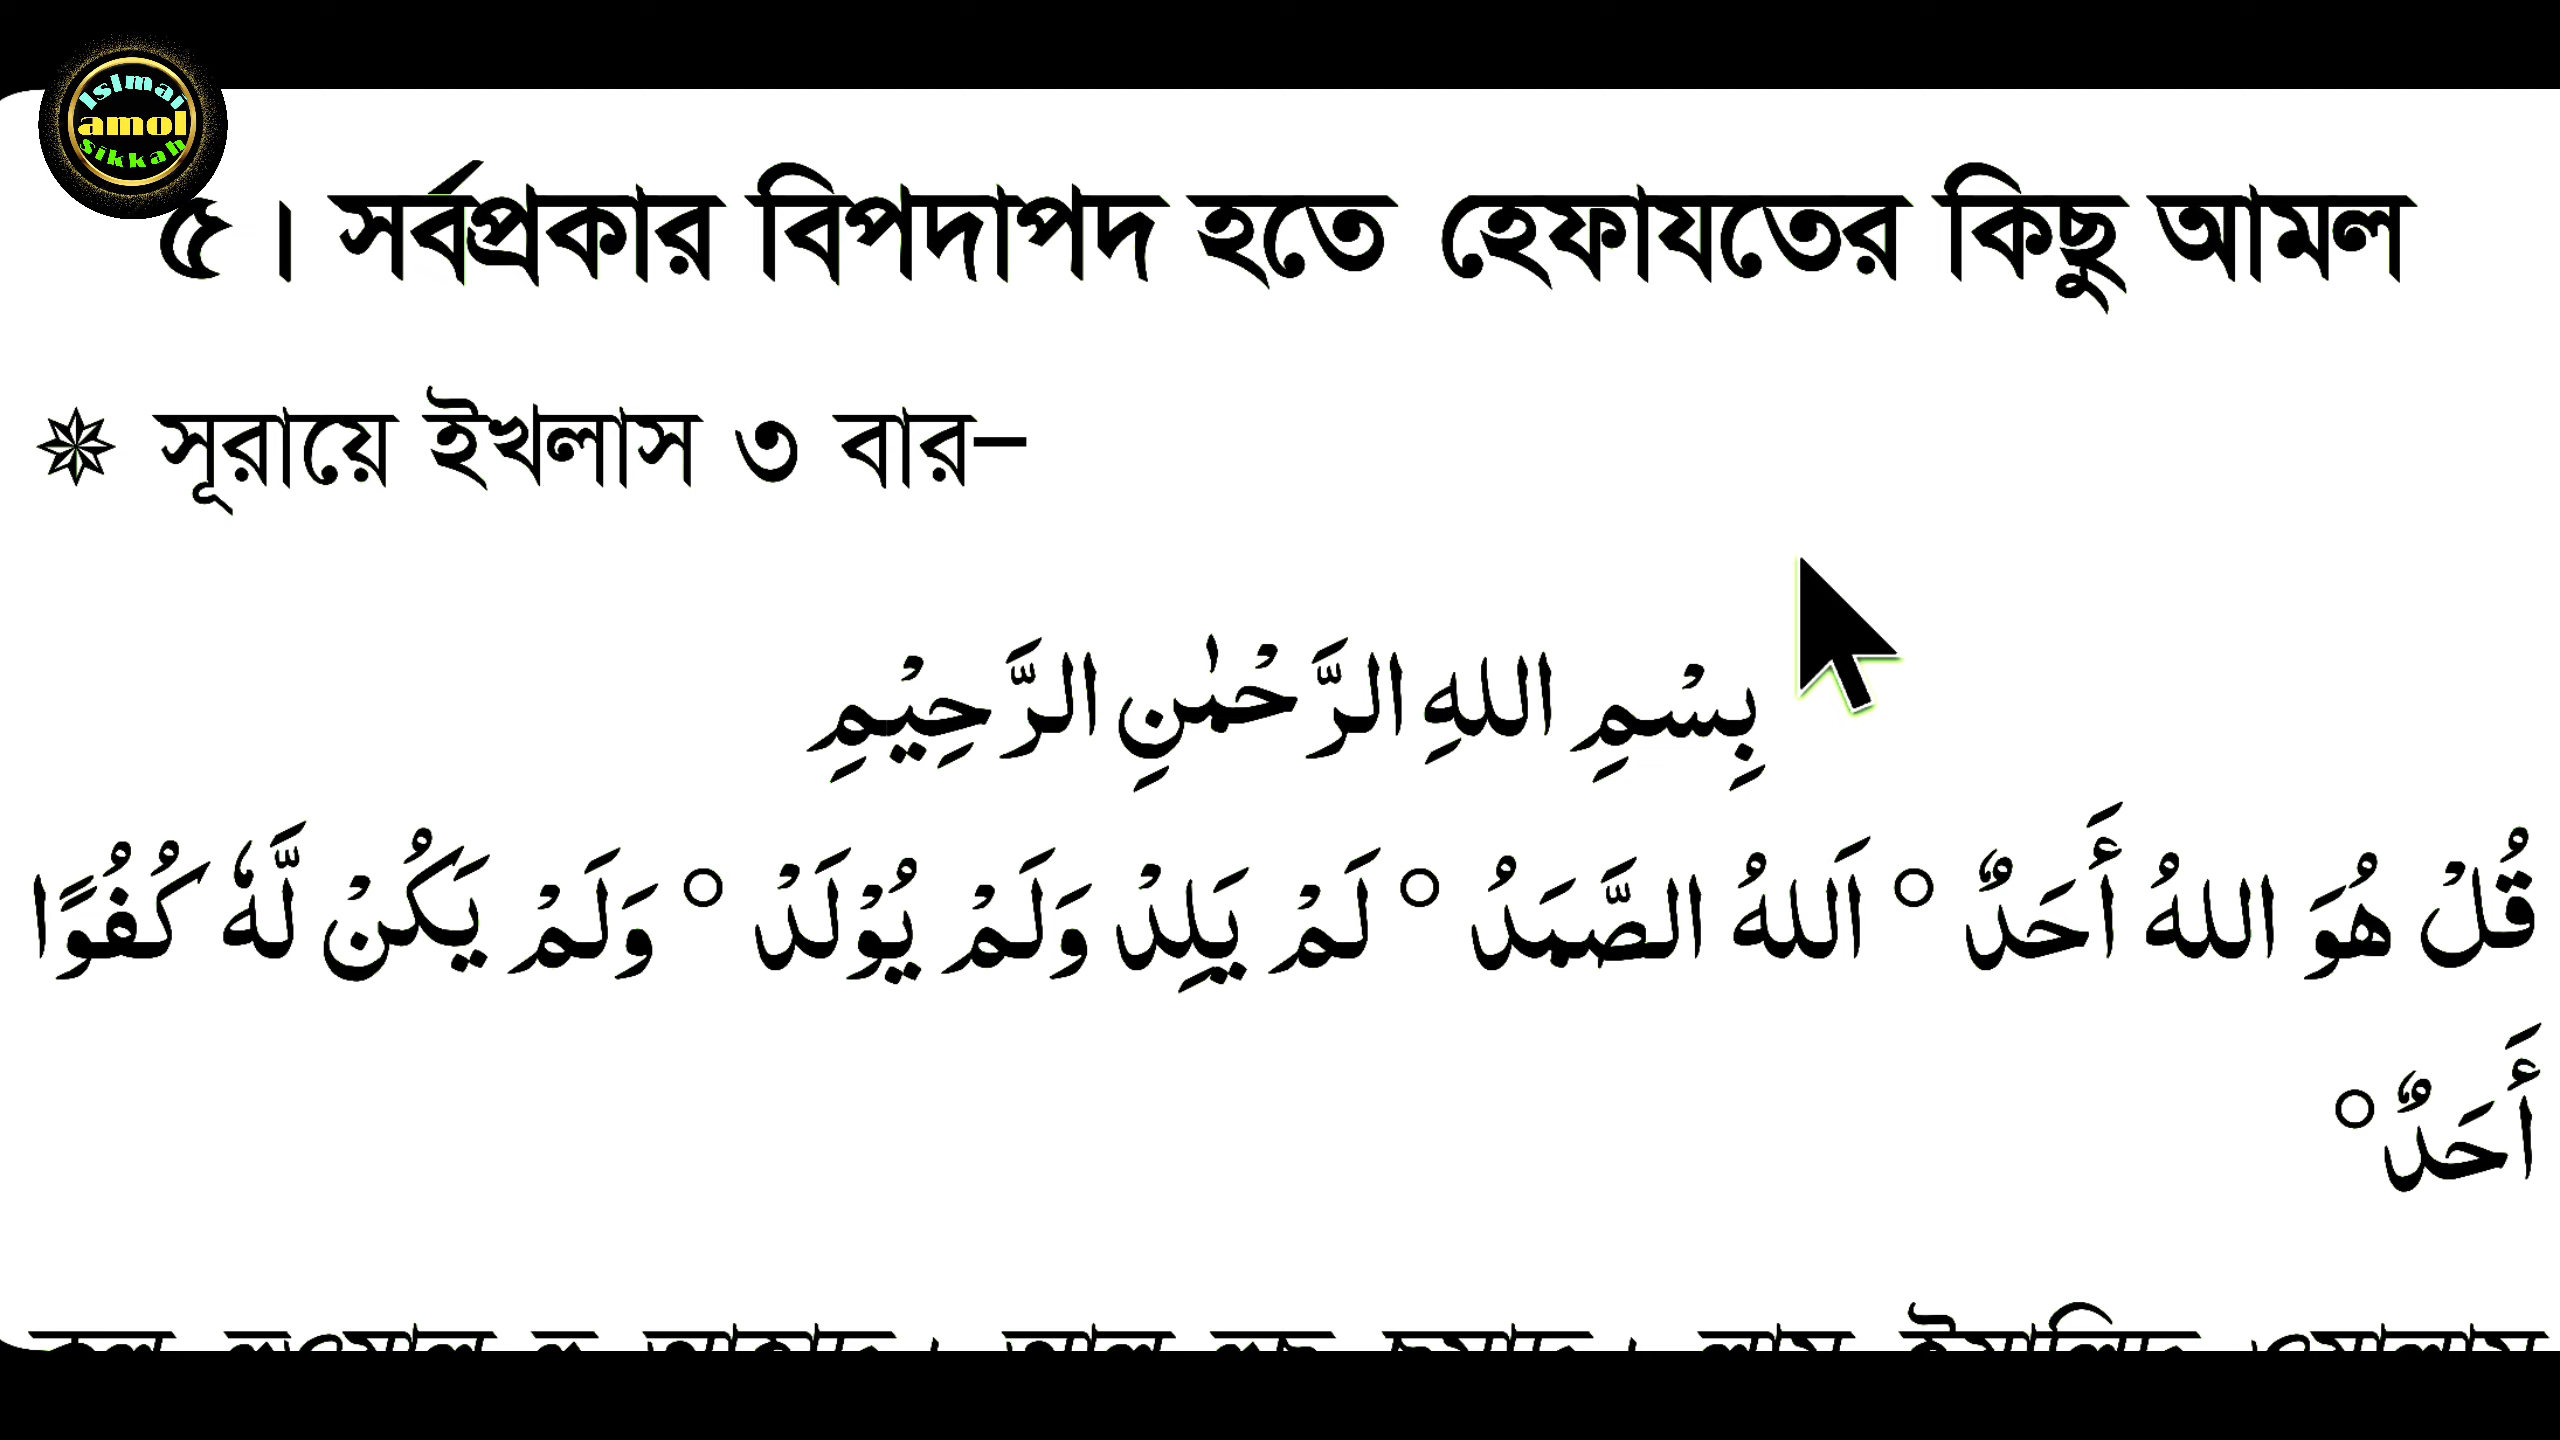 Islmai
amol
sikkah
৫। সর্বপ্রকার বিপদাপদ হতে হেফাযতের কিছু আমল
সূরায়ে ইখলাস ৩ বার–
بِسْمِ اللهِ الرَّحْمٰنِ الرَّحِيْمِ
قُلْ هُوَ اللهُ أَحَدٌ ° اَللهُ الصَّمَدُ ° لَمْ يَلِدْ وَلَمْ يُوْلَدْ ° وَلَمْ يَكُنْ لَّهٗ كُفُوًا
أَحَدٌ °